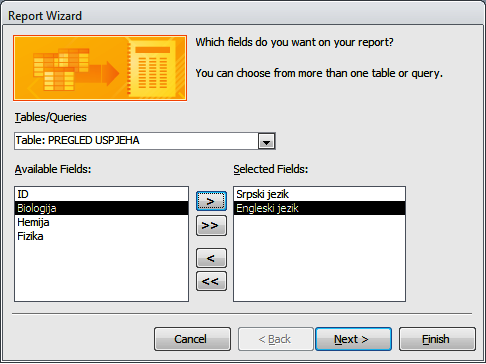 Report Wizard
Which fields do you want on your report?
You can choose from more than one table or query.
Tables/Queries
Table: PREGLED USPJEHA
Available Fields:
Selected Fields:
ID
Biologija
Hemija
Fizika
>
>>
<
<<
Srpski jezik
Engleski jezik
Cancel
< Back
Next >
Finish